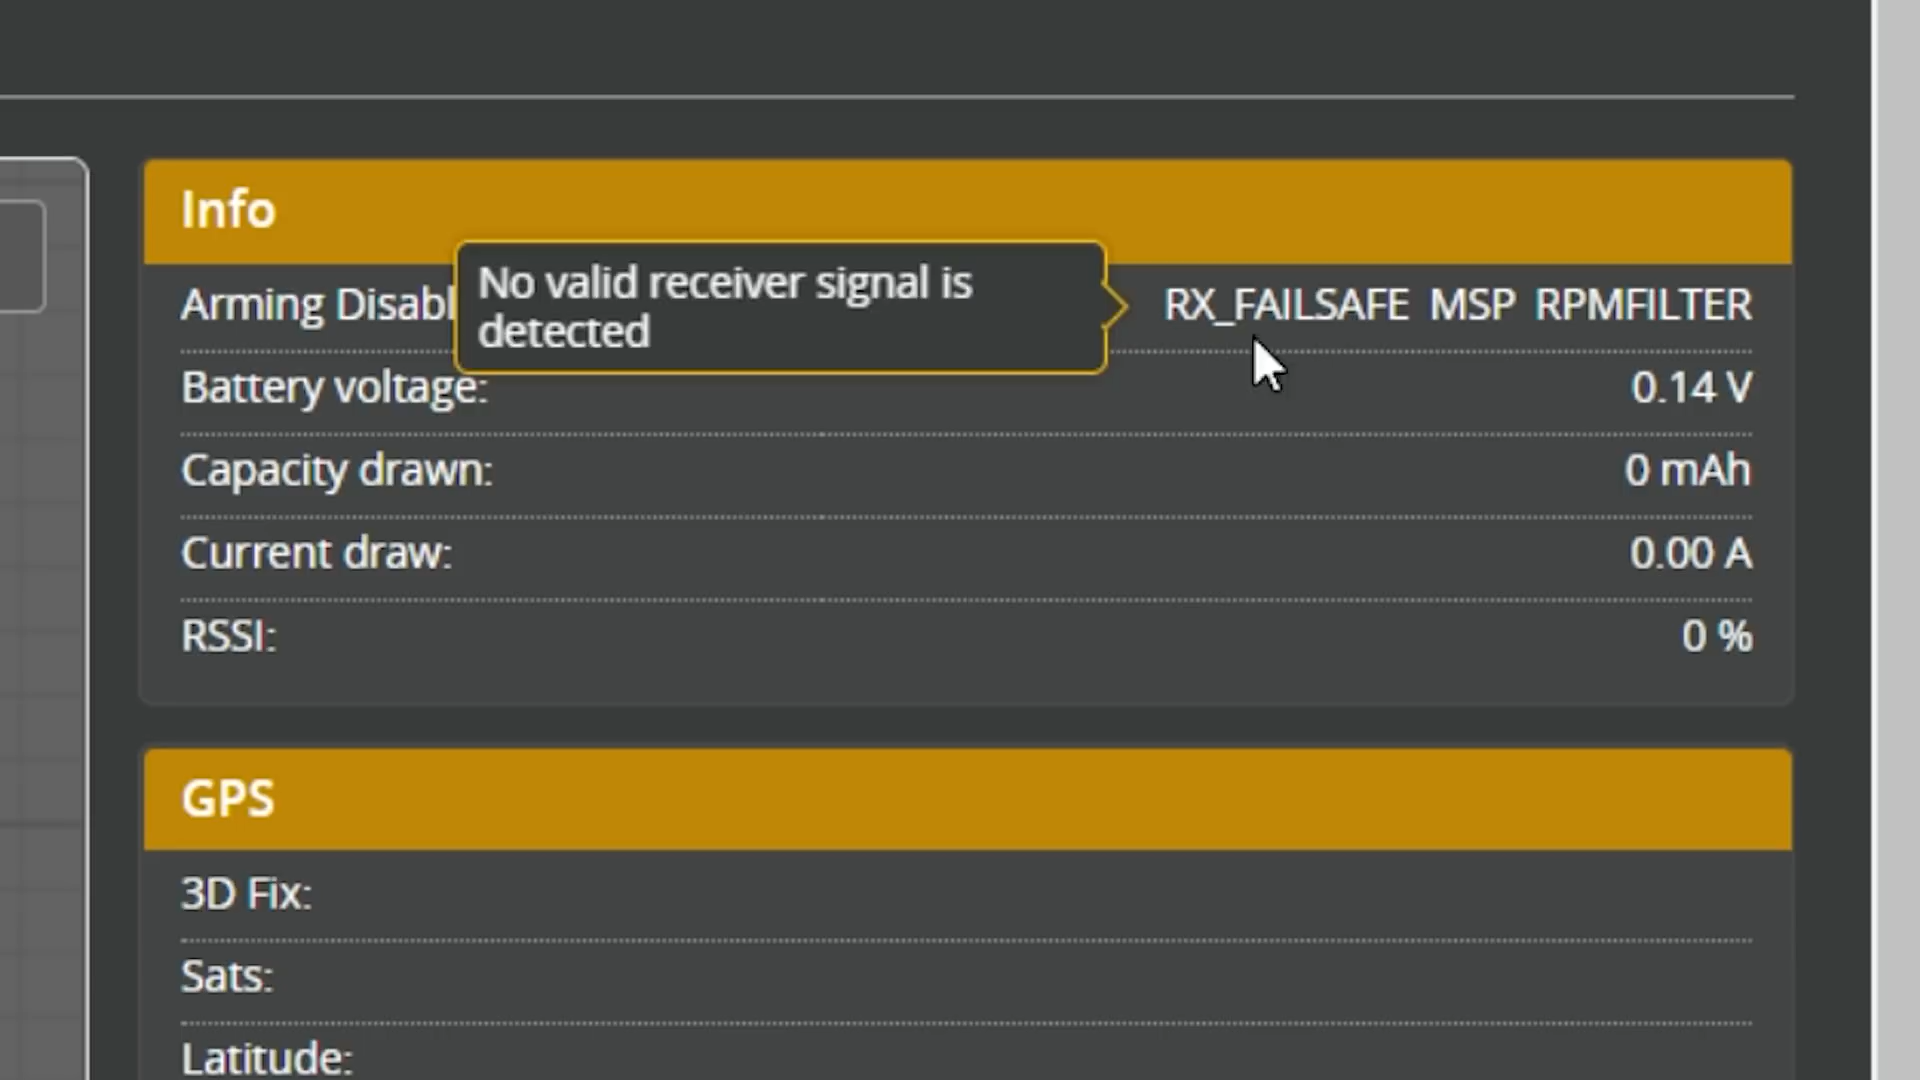 Info
No valid receiver signal is
detected
Arming Disabl
RX_FAILSAFE MSP RPMFILTER
Battery voltage: 0.14 V
Capacity drawn: 0 mAh
Current draw: 0.00 A
RSSI: 0 %
GPS
3D Fix:
Sats:
Latitude: